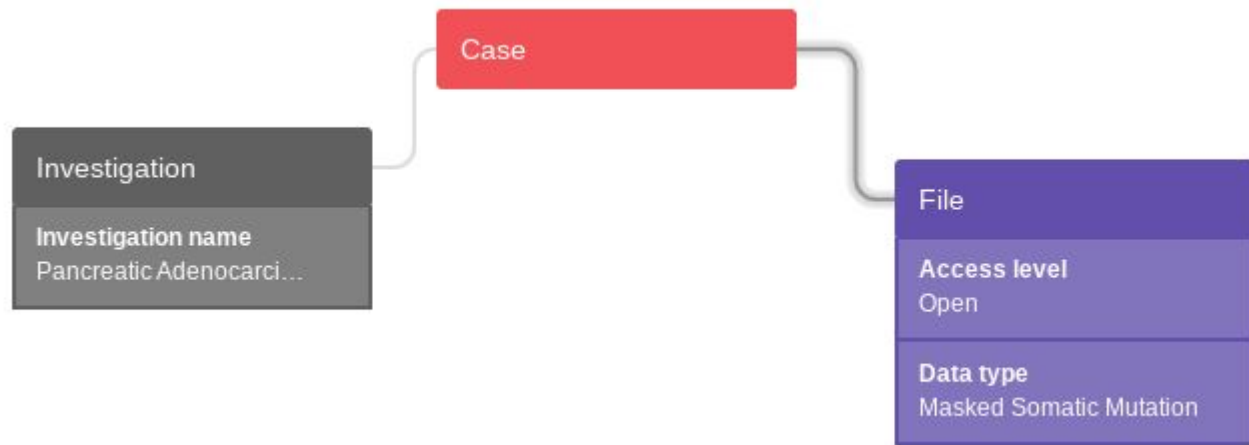 Case
Investigation
Investigation name
Pancreatic Adenocarci...
File
Access level
Open
Data type
Masked Somatic Mutation